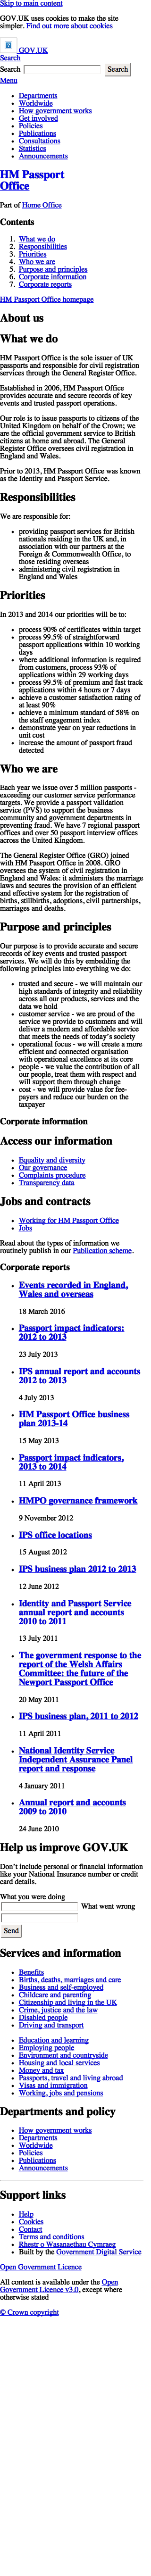 Skip to main content
GOV.UK uses cookies to make the site
simpler. Find out more about cookies
GOV.UK
Search
Search Search
Menu
Departments
Worldwide
How government works
Get involved
Policies
Publications
Consultations
Statistics
Announcements
HM Passport
Office
Part of Home Office
Contents
1. What we do
2. Responsibilities
3. Priorities
4. Who we are
5. Purpose and principles
6. Corporate information
7. Corporate reports
HM Passport Office homepage
About us
What we do
HM Passport Office is the sole issuer of UK
passports and responsible for civil registration
services through the General Register Office.
Established in 2006, HM Passport Office
provides accurate and secure records of key
events and trusted passport operations.
Our role is to issue passports to citizens of the
United Kingdom on behalf of the Crown; we
are the official government service to British
citizens at home and abroad. The General
Register Office oversees civil registration in
England and Wales.
Prior to 2013, HM Passport Office was known
as the Identity and Passport Service.
Responsibilities
We are responsible for:
providing passport services for British
nationals residing in the UK and, in
association with our partners at the
Foreign & Commonwealth Office, to
those residing overseas
administering civil registration in
England and Wales
Priorities
In 2013 and 2014 our priorities will be to:
process 90% of certificates within target
process 99.5% of straightforward
passport applications within 10 working
days
where additional information is required
from customers, process 93% of
applications within 29 working days
process 99.5% of premium and fast track
applications within 4 hours or 7 days
achieve a customer satisfaction rating of
at least 90%
achieve a minimum standard of 58% on
the staff engagement index
demonstrate year on year reductions in
unit cost
increase the amount of passport fraud
detected
Who we are
Each year we issue over 5 million passports -
exceeding our customer service performance
targets. We provide a passport validation
service (PVS) to support the business
community and government departments in
combating fraud. We have 7 regional passport
offices and over 50 passport interview offices
across the United Kingdom.
The General Register Office (GRO) joined
with HM Passport Office in 2008. GRO
oversees the system of civil registration in
England and Wales: it administers the marriage
laws and secures the provision of an efficient
and effective system for the registration of
births, stillbirths, adoptions, civil partnerships,
marriages and deaths.
Purpose and principles
Our purpose is to provide accurate and secure
records of key events and trusted passport
services. We will do this by embedding the
following principles into everything we do:
trusted and secure - we will maintain our
high standards of integrity and reliability
across all our products, services and the
data we hold
customer service - we are proud of the
service we provide to customers and will
always aim to offer an accessible service
that meets the needs of today's society
operational focus - we will create a more
efficient and connected organisation
through operational excellence
people - we value the contribution of all
our people, treat them with respect and
will support them through change
cost - we will provide value for fee-
payers and reduce our burden on the
taxpayer
Corporate information
Access our information
Equality and diversity
Our governance
Complaints procedure
Transparency data
Jobs and contracts
Working for HM Passport Office
Jobs
Read about the types of information we
routinely publish in our Publication scheme.
Corporate reports
Events recorded in England,
Wales and overseas
18 March 2016
Passport impact indicators:
2012 to 2013
23 July 2013
IPS annual report and accounts
2012 to 2013
4 July 2013
HM Passport Office business
plan 2013-14
15 May 2013
Passport impact indicators,
2013 to 2014
11 April 2013
HMPO governance framework
9 November 2012
IPS office locations
15 August 2012
IPS business plan 2012 to 2013
12 June 2012
Identity and Passport Service
annual report and accounts
2010 to 2011
13 July 2011
The government response to the
report of the Welsh Affairs
Committee: the future of the
Newport Passport Office
20 May 2011
IPS business plan, 2011 to 2012
11 April 2011
National Identity Service
Independent Assurance Panel
report and response
4 January 2011
Annual report and accounts
2009 to 2010
24 June 2010
Help us improve GOV.UK
Don't include personal or financial information
like your National Insurance number or credit
card details.
What you were doing
What went wrong
Send
Services and information
Benefits
Births, deaths, marriages and care
Business and self-employed
Childcare and parenting
Citizenship and living in the UK
Crime, justice and the law
Disabled people
Driving and transport
Education and learning
Employing people
Environment and countryside
Housing and local services
Money and tax
Passports, travel and living abroad
Visas and immigration
Working, jobs and pensions
Departments and policy
How government works
Departments
Worldwide
Policies
Publications
Announcements
Support links
Help
Cookies
Contact
Terms and conditions
Rhestr o Wasanaethau Cymraeg
Built by the Government Digital Service
Open Government Licence
All content is available under the Open
Government Licence v3.0, except where
otherwise stated
© Crown copyright